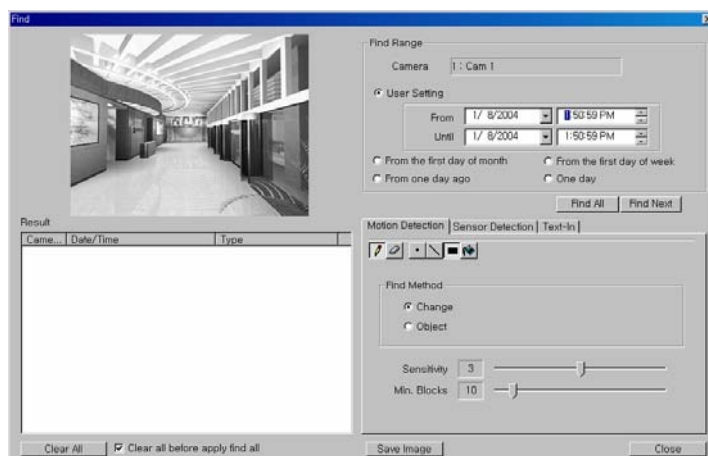 Find
Find Range
Camera 1 : Cam 1
User Setting
From 1/ 8/2004 1:50:59 PM
Until 1/ 8/2004 1:50:59 PM
From the first day of month From the first day of week
From one day ago One day
Find All Find Next
Result
Came... Date/Time Type
Motion Detection Sensor Detection Text-In
Find Method
Change
Object
Sensitivity 3
Min. Blocks 10
Clear All Clear all before apply find all Save Image Close